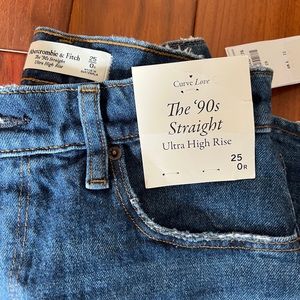 Abercrombie & Fitch
The '90s Straight
Ultra High Rise
25
0R
Curve Love
The '90s
Straight
Ultra High Rise
25
0R